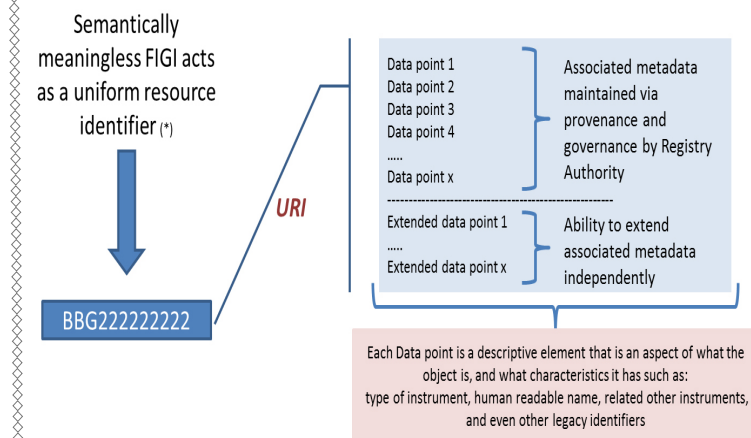 Semantically
meaningless FIGI acts
as a uniform resource
identifier (*)
BBG222222222
URI
Data point 1
Data point 2
Data point 3
Data point 4
.....
Data point x
Associated metadata
maintained via
provenance and
governance by Registry
Authority
--------------------------------------------------------
Extended data point 1
.....
Extended data point x
Ability to extend
associated metadata
independently
Each Data point is a descriptive element that is an aspect of what the
object is, and what characteristics it has such as:
type of instrument, human readable name, related other instruments,
and even other legacy identifiers